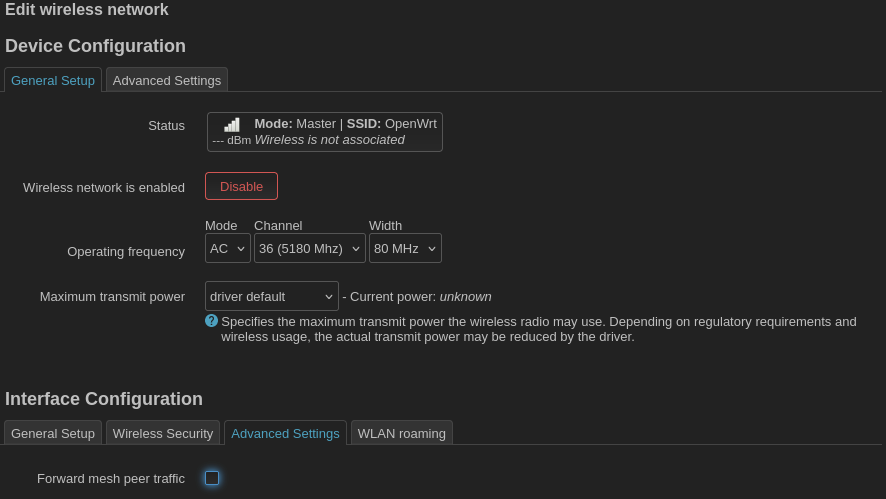 Edit wireless network
Device Configuration
General Setup Advanced Settings
Status
Mode: Master | SSID: OpenWrt
--- dBm Wireless is not associated
Wireless network is enabled Disable
Mode Channel Width
Operating frequency AC 36 (5180 Mhz) 80 MHz
Maximum transmit power driver default - Current power: unknown
? Specifies the maximum transmit power the wireless radio may use. Depending on regulatory requirements and
wireless usage, the actual transmit power may be reduced by the driver.
Interface Configuration
General Setup Wireless Security Advanced Settings WLAN roaming
Forward mesh peer traffic